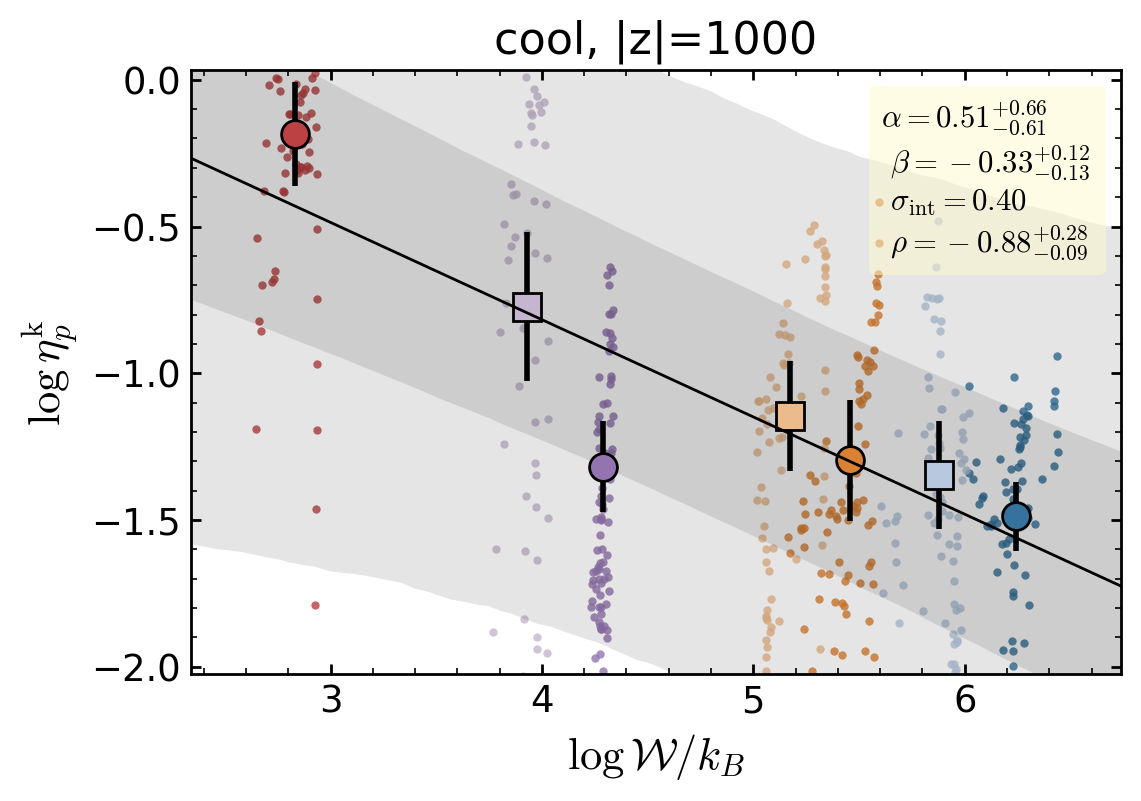 cool, |z|=1000
α = 0.51^{+0.66}_{−0.61}
β = −0.33^{+0.12}_{−0.13}
σ_int = 0.40
ρ = −0.88^{+0.28}_{−0.09}
0.0
−0.5
−1.0
−1.5
−2.0
log η_p^k
3 4 5 6
log 𝒲/k_B